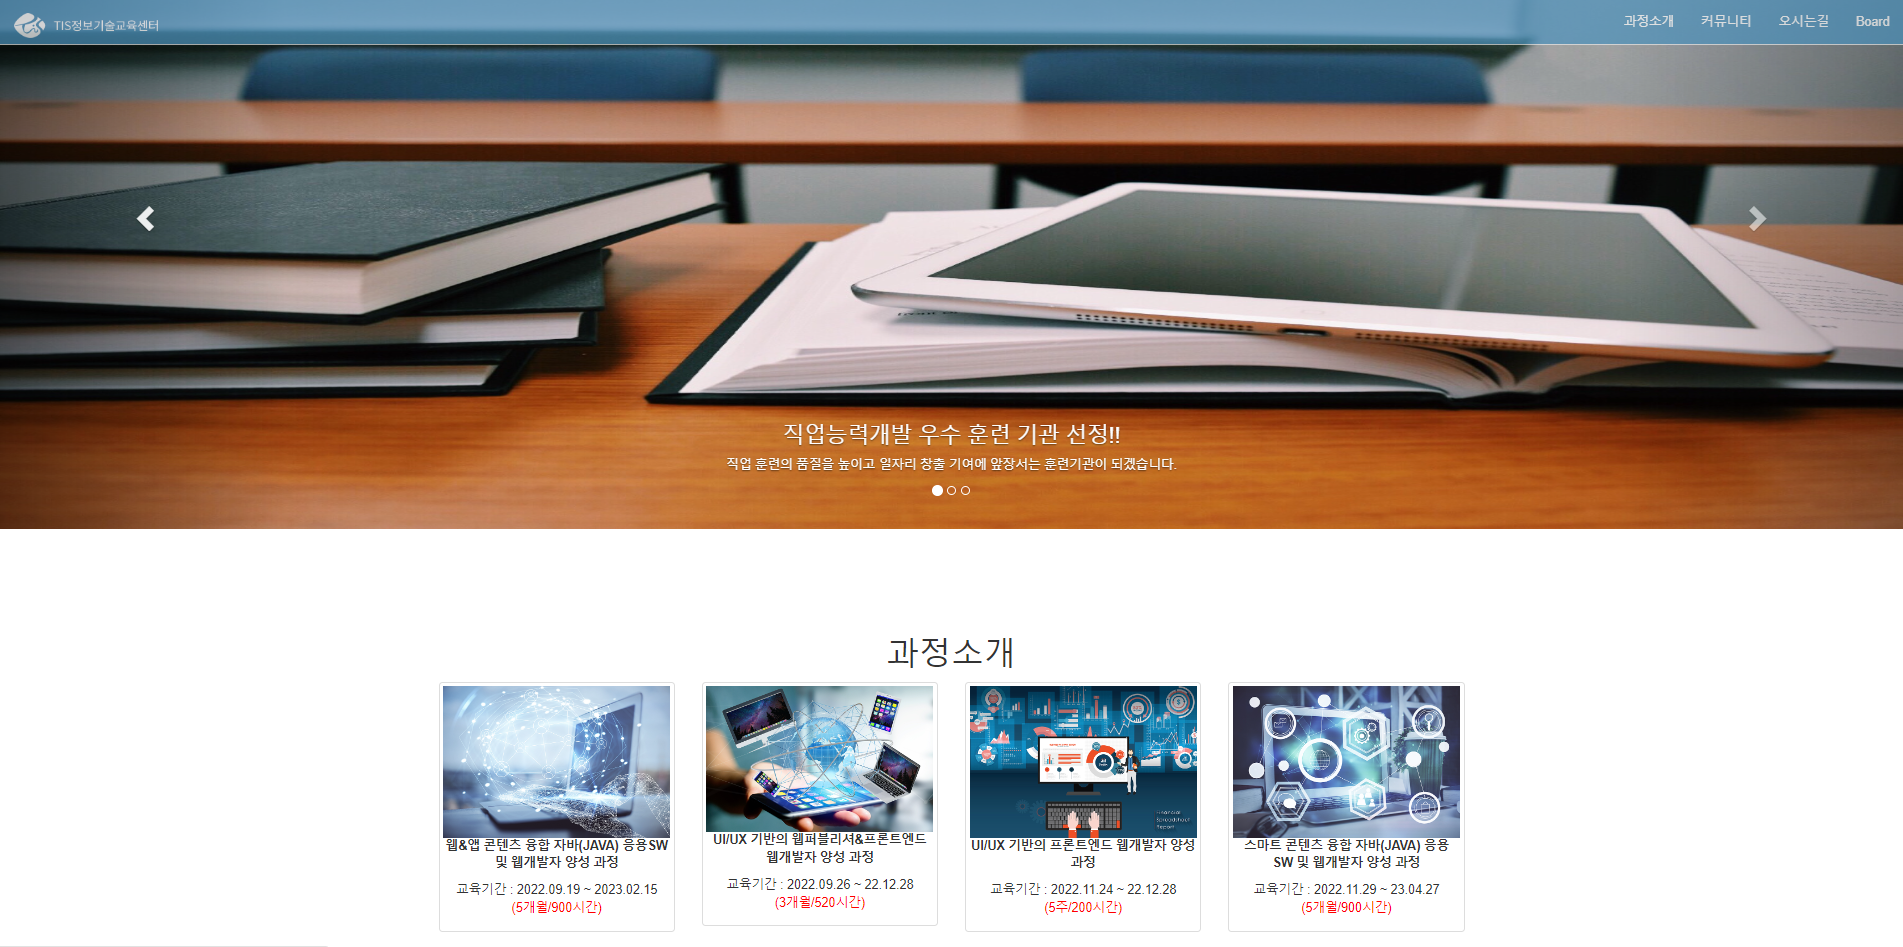 TIS정보기술교육센터
과정소개 커뮤니티 오시는길 Board
직업능력개발 우수 훈련 기관 선정!!
직업 훈련의 품질을 높이고 일자리 창출 기여에 앞장서는 훈련기관이 되겠습니다.
과정소개
웹&앱 콘텐츠 융합 자바(JAVA) 응용SW
및 웹개발자 양성 과정
교육기간 : 2022.09.19 ~ 2023.02.15
(5개월/900시간)
UI/UX 기반의 웹퍼블리셔&프론트엔드
웹개발자 양성 과정
교육기간 : 2022.09.26 ~ 22.12.28
(3개월/520시간)
Financial
Spreadsheet
Report
UI/UX 기반의 프론트엔드 웹개발자 양성
과정
교육기간 : 2022.11.24 ~ 22.12.28
(5주/200시간)
스마트 콘텐츠 융합 자바(JAVA) 응용
SW 및 웹개발자 양성 과정
교육기간 : 2022.11.29 ~ 23.04.27
(5개월/900시간)